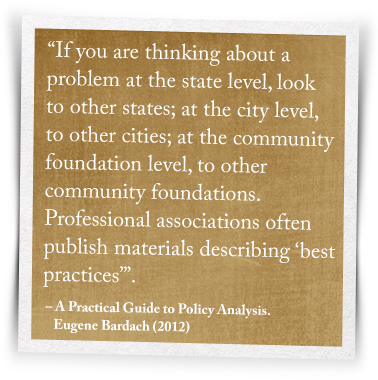 “If you are thinking about a
problem at the state level, look
to other states; at the city level,
to other cities; at the community
foundation level, to other
community foundations.
Professional associations often
publish materials describing ‘best
practices’”.
– A Practical Guide to Policy Analysis.
Eugene Bardach (2012)